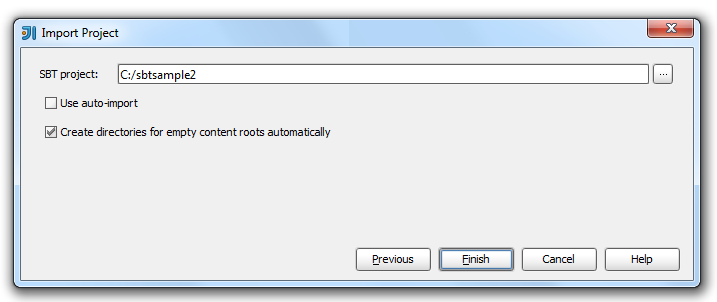 Import Project
SBT project: C:/sbtsample2 ...
Use auto-import
Create directories for empty content roots automatically
Previous Finish Cancel Help